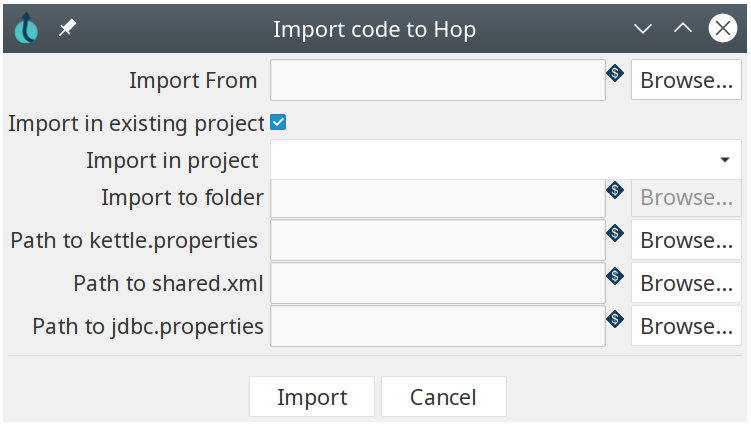 Import code to Hop
Import From $ Browse...
Import in existing project
Import in project
Import to folder $ Browse...
Path to kettle.properties $ Browse...
Path to shared.xml $ Browse...
Path to jdbc.properties $ Browse...
Import Cancel